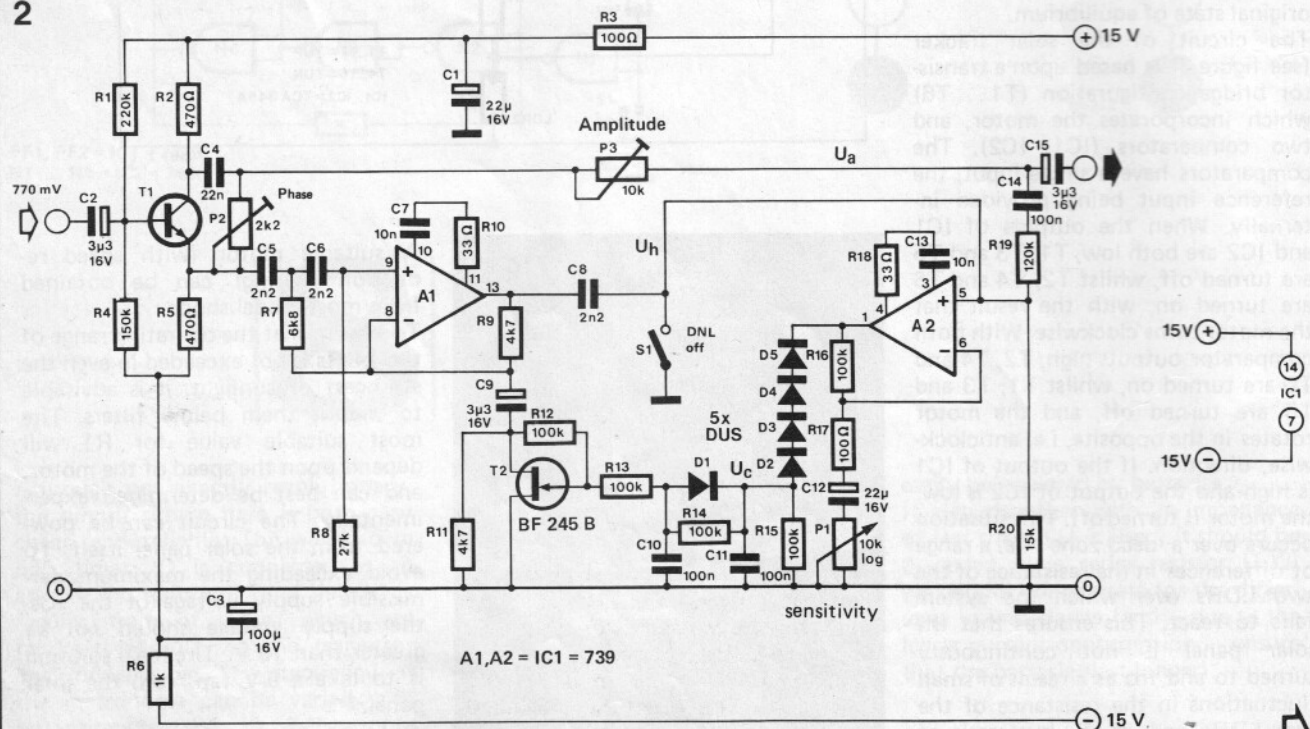 2
R3
100Ω
+ 15 V
R1
220k
R2
470Ω
C1
22µ
16V
Amplitude
P3
10k
Ua
C15
3µ3
16V
C14
100n
770 mV
C2
3µ3
16V
T1
C4
22n
P2
2k2
Phase
C5
2n2
C6
2n2
C7
10n
10
R10
33Ω
11
9
+
A1
8
13
Uh
C8
2n2
R18
33Ω
C13
10n
3
4
R19
220k
5
+
A2
6
1
R4
150k
R5
470Ω
R7
6k8
R9
4k7
S1
DNL
off
D5
D4
D3
D2
R16
100k
R17
100Ω
5x
DUS
15V +
14
IC1
7
15V −
C9
3µ3
16V
R12
100k
T2
BF 245 B
R13
100k
D1
Uc
C12
22µ
16V
R14
100k
R8
27k
R11
4k7
C10
100n
C11
100n
R15
100k
P1
10k
log
R20
15k
0
0
sensitivity
C3
100µ
16V
R6
1k
A1,A2 = IC1 = 739
− 15 V